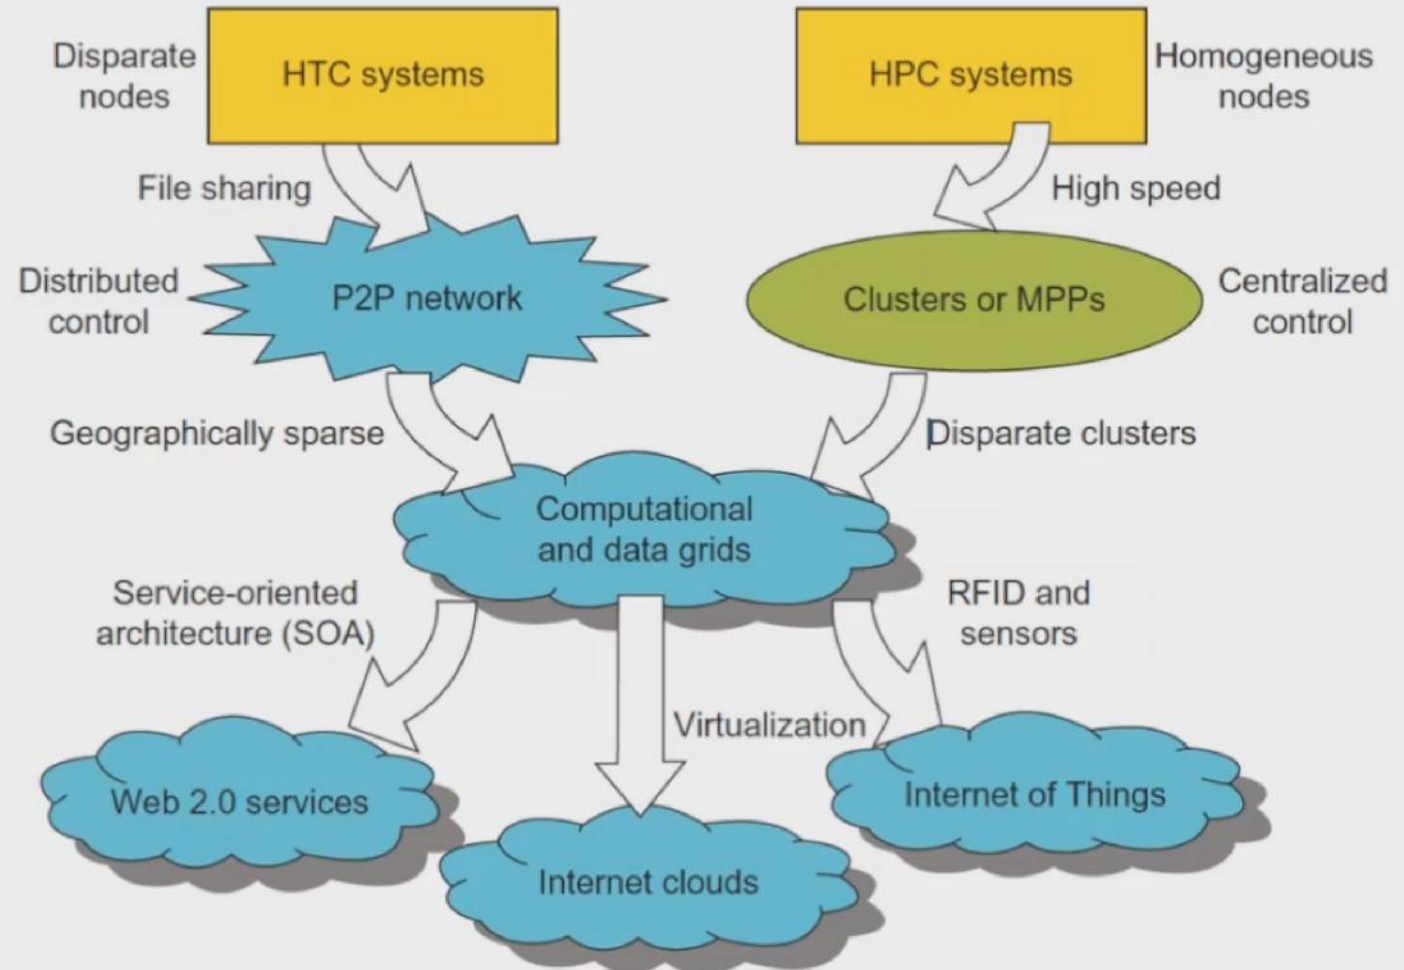 Disparate
nodes
HTC systems
HPC systems
Homogeneous
nodes
File sharing
High speed
Distributed
control
P2P network
Clusters or MPPs
Centralized
control
Geographically sparse
Disparate clusters
Computational
and data grids
Service-oriented
architecture (SOA)
RFID and
sensors
Virtualization
Web 2.0 services
Internet of Things
Internet clouds